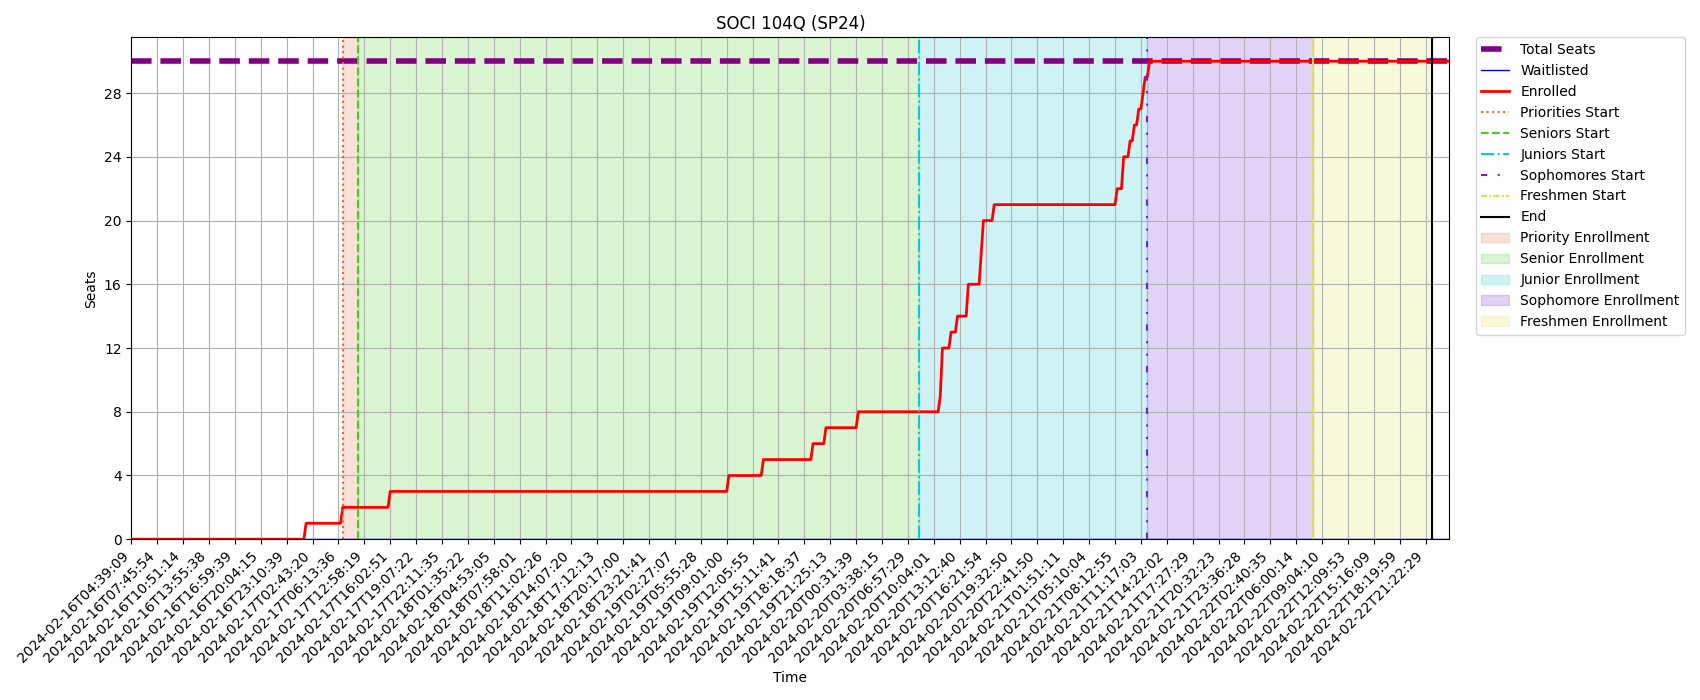 SOCI 104Q (SP24)
Total Seats
Waitlisted
Enrolled
Priorities Start
Seniors Start
Juniors Start
Sophomores Start
Freshmen Start
End
Priority Enrollment
Senior Enrollment
Junior Enrollment
Sophomore Enrollment
Freshmen Enrollment
Seats
28
24
20
16
12
8
4
0
2024-02-16T04:39:09
2024-02-16T07:45:54
2024-02-16T10:51:14
2024-02-16T13:55:38
2024-02-16T16:59:39
2024-02-16T20:04:15
2024-02-16T23:10:39
2024-02-17T02:43:20
2024-02-17T06:13:36
2024-02-17T12:58:19
2024-02-17T16:02:51
2024-02-17T19:07:22
2024-02-17T22:11:35
2024-02-18T01:35:22
2024-02-18T04:53:05
2024-02-18T07:58:01
2024-02-18T11:02:26
2024-02-18T14:07:20
2024-02-18T17:12:13
2024-02-18T20:17:00
2024-02-18T23:21:41
2024-02-19T02:27:07
2024-02-19T05:55:28
2024-02-19T09:01:00
2024-02-19T12:05:55
2024-02-19T15:11:41
2024-02-19T18:18:37
2024-02-19T21:25:13
2024-02-20T00:31:39
2024-02-20T03:38:15
2024-02-20T06:57:29
2024-02-20T10:04:01
2024-02-20T13:12:40
2024-02-20T16:21:54
2024-02-20T19:32:50
2024-02-20T22:41:50
2024-02-21T01:51:11
2024-02-21T05:10:04
2024-02-21T08:12:55
2024-02-21T11:17:03
2024-02-21T14:22:02
2024-02-21T17:27:29
2024-02-21T20:32:23
2024-02-21T23:36:28
2024-02-22T02:40:35
2024-02-22T06:00:14
2024-02-22T09:04:10
2024-02-22T12:09:53
2024-02-22T15:16:09
2024-02-22T18:19:59
2024-02-22T21:22:29
Time